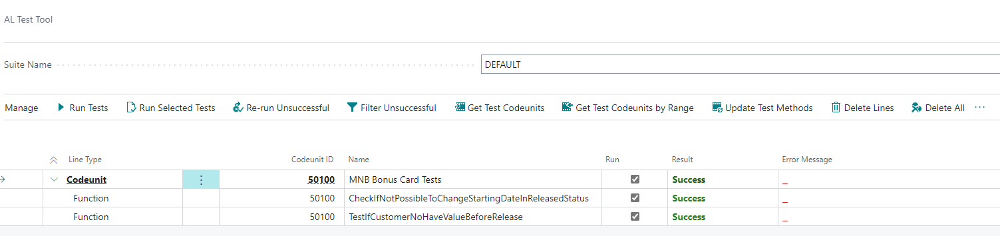 AL Test Tool
Suite Name DEFAULT
Manage Run Tests Run Selected Tests Re-run Unsuccessful Filter Unsuccessful Get Test Codeunits Get Test Codeunits by Range Update Test Methods Delete Lines Delete All ...
Line Type Codeunit ID Name Run Result Error Message
Codeunit 50100 MNB Bonus Card Tests Success _
Function 50100 CheckIfNotPossibleToChangeStartingDateInReleasedStatus Success _
Function 50100 TestIfCustomerNoHaveValueBeforeRelease Success _